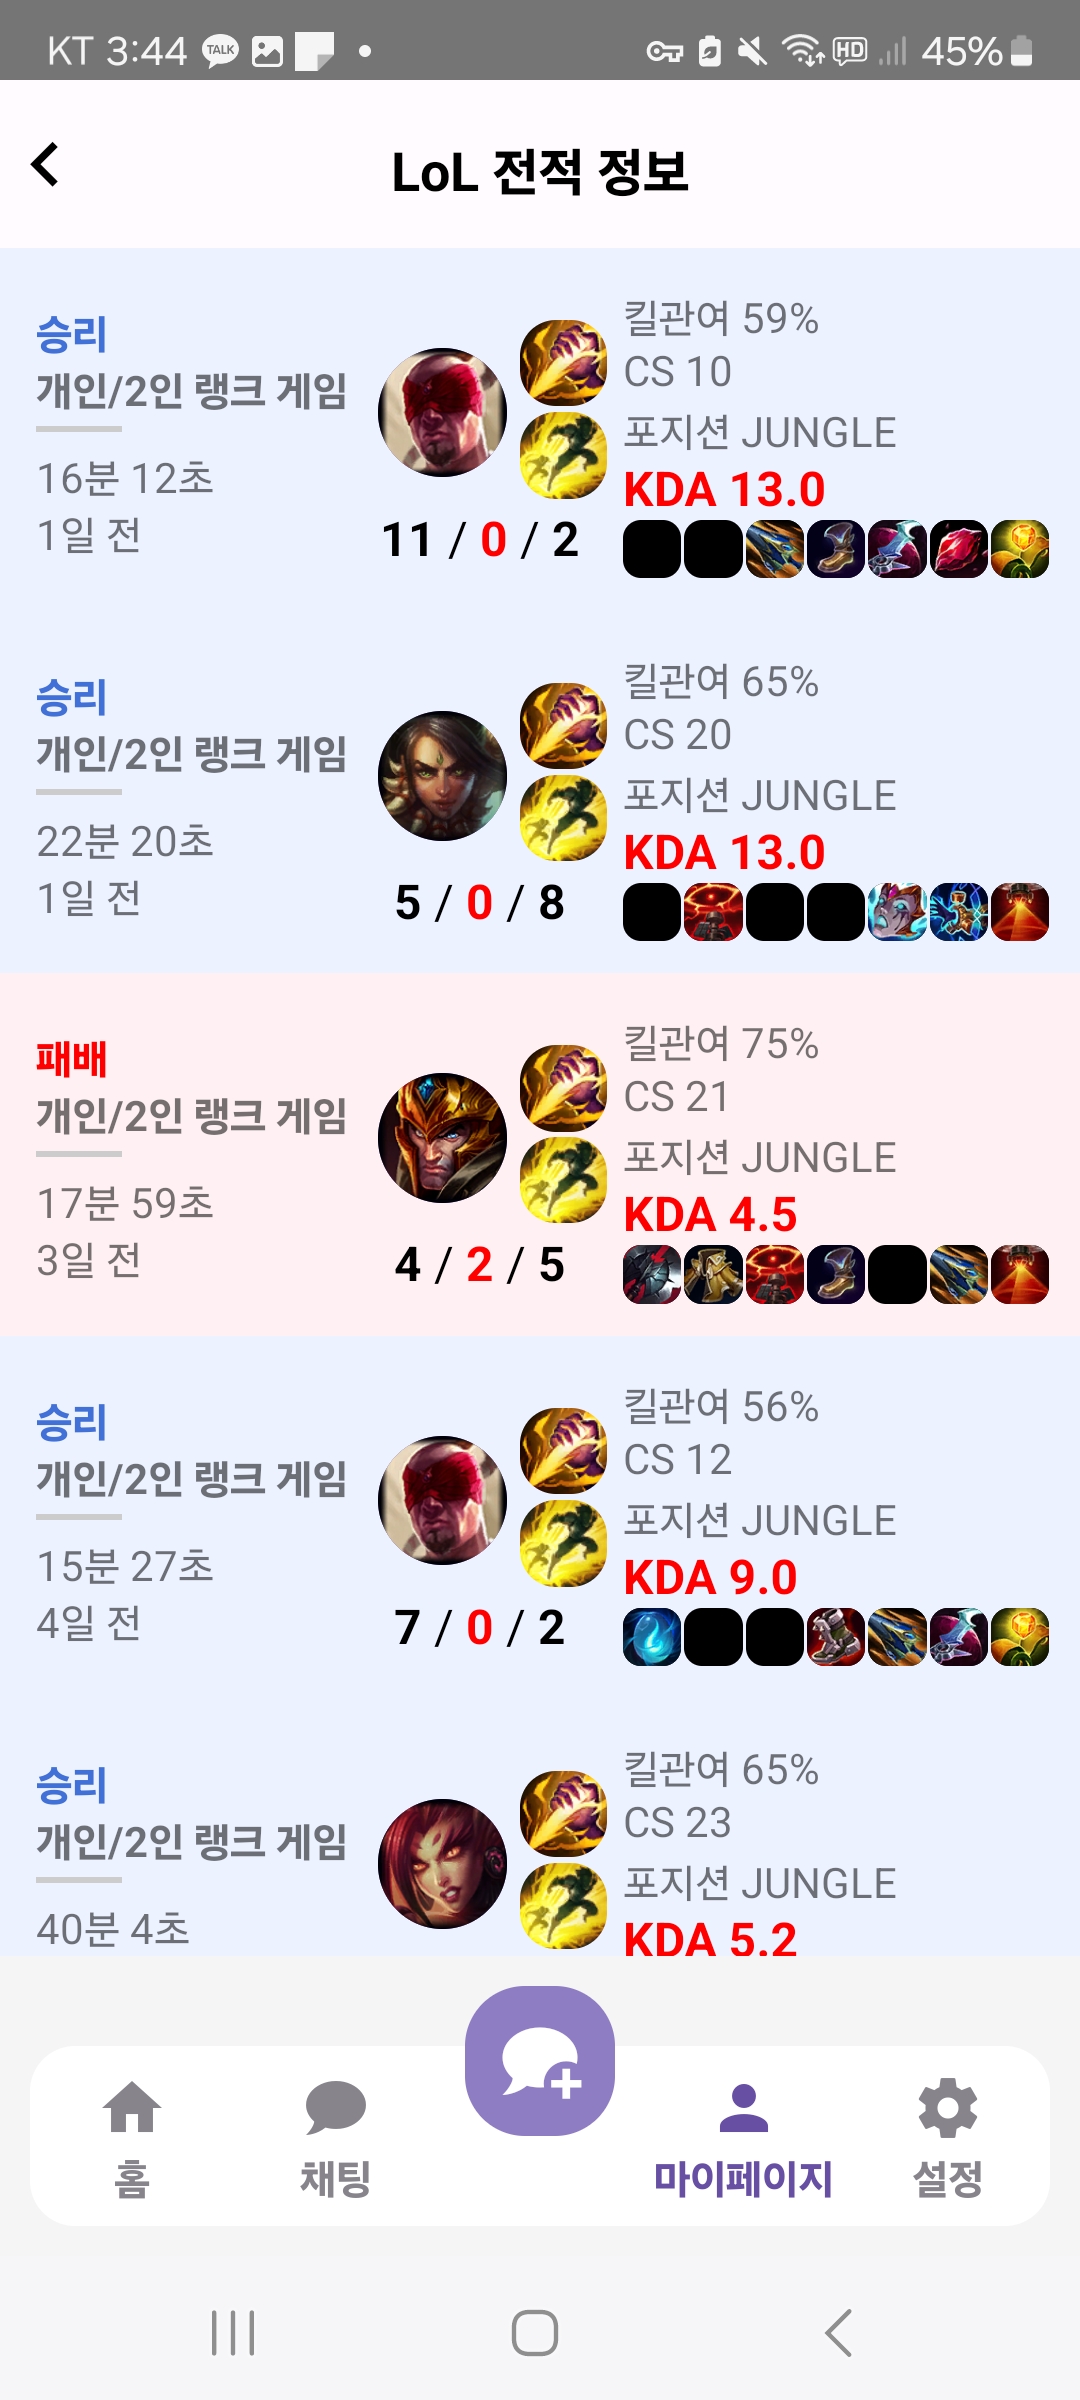 KT 3:44 TALK HD 45%
LoL 전적 정보
승리
개인/2인 랭크 게임
16분 12초
1일 전
11 / 0 / 2
킬관여 59%
CS 10
포지션 JUNGLE
KDA 13.0
승리
개인/2인 랭크 게임
22분 20초
1일 전
5 / 0 / 8
킬관여 65%
CS 20
포지션 JUNGLE
KDA 13.0
패배
개인/2인 랭크 게임
17분 59초
3일 전
4 / 2 / 5
킬관여 75%
CS 21
포지션 JUNGLE
KDA 4.5
승리
개인/2인 랭크 게임
15분 27초
4일 전
7 / 0 / 2
킬관여 56%
CS 12
포지션 JUNGLE
KDA 9.0
승리
개인/2인 랭크 게임
40분 4초
킬관여 65%
CS 23
포지션 JUNGLE
KDA 5.2
홈
채팅
마이페이지
설정